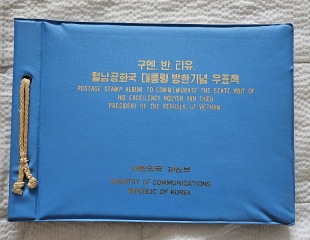 구엔. 반. 티유.
월남공화국 대통령 방한기념 우표책
POSTAGE STAMP ALBUM TO COMMEMORATE THE STATE VISIT OF
HIS EXCELLENCY NGUYEN VAN THIEU
PRESIDENT OF THE REPUBLIC OF VIETNAM
대한민국 체신부
MINISTRY OF COMMUNICATIONS
REPUBLIC OF KOREA